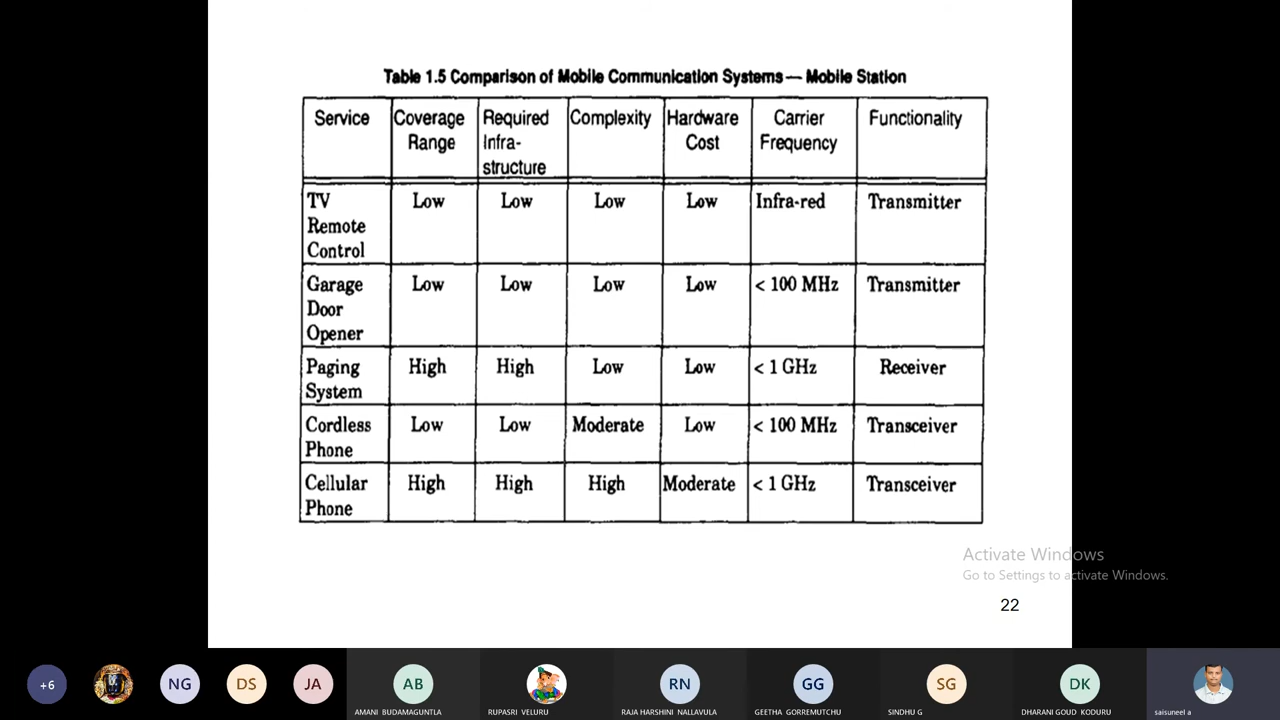 Table 1.5 Comparison of Mobile Communication Systems — Mobile Station
Service Coverage Range Required Infra-structure Complexity Hardware Cost Carrier Frequency Functionality
TV Remote Control Low Low Low Low Infra-red Transmitter
Garage Door Opener Low Low Low Low < 100 MHz Transmitter
Paging System High High Low Low < 1 GHz Receiver
Cordless Phone Low Low Moderate Low < 100 MHz Transceiver
Cellular Phone High High High Moderate < 1 GHz Transceiver
Activate Windows
Go to Settings to activate Windows.
22
+6 NG DS JA AB RN GG SG DK
AMANI BUDAMAGUNTLA RUPASRI VELURU RAJA HARSHINI NALLAVULA GEETHA GORREMUTCHU SINDHU G DHARANI GOUD KODURU saisuneel a